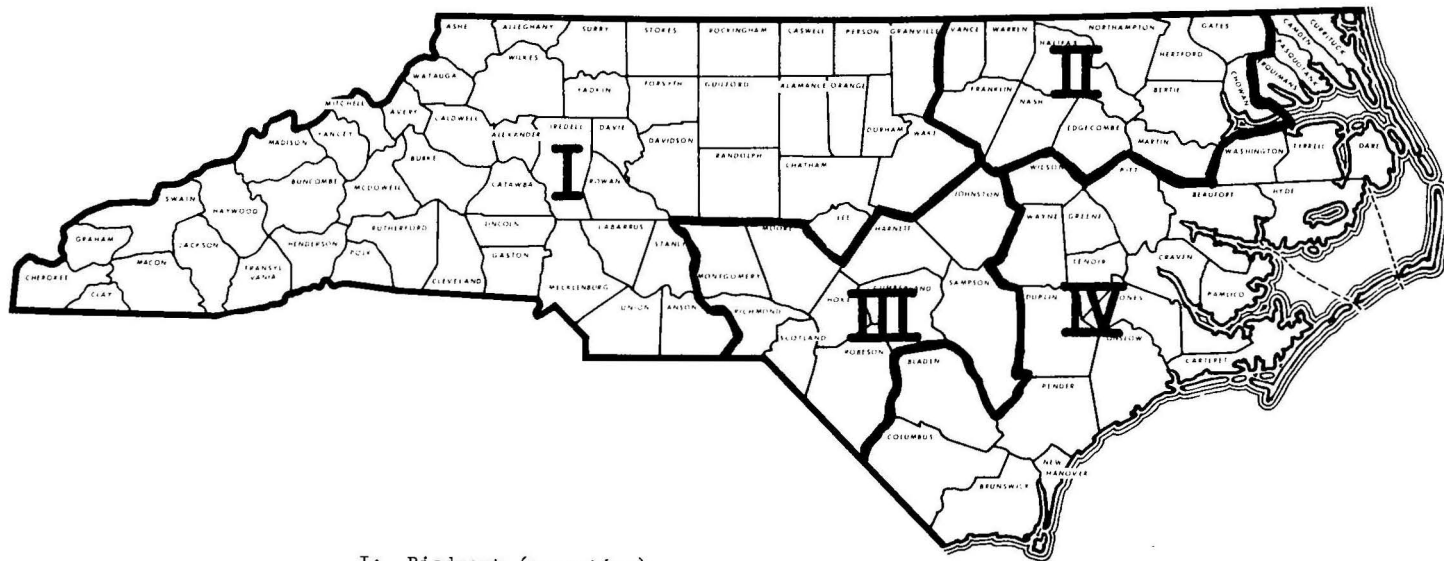 ASHE
ALLEGHANY
SURRY
STOKES
ROCKINGHAM
CASWELL
PERSON
GRANVILLE
VANCE
WARREN
HALIFAX
NORTHAMPTON
GATES
HERTFORD
CAMDEN
CURRITUCK
PASQUOTANK
CHOWAN
WATAUGA
WILKES
YADKIN
FORSYTH
GUILFORD
ALAMANCE
ORANGE
DURHAM
WAKE
FRANKLIN
NASH
II
BERTIE
EDGECOMBE
MARTIN
WASHINGTON
TYRRELL
DARE
MITCHELL
AVERY
CALDWELL
ALEXANDER
IREDELL
DAVIE
DAVIDSON
RANDOLPH
CHATHAM
MADISON
YANCEY
BURKE
CATAWBA
I
ROWAN
JOHNSTON
WILSON
PITT
BEAUFORT
HYDE
SWAIN
HAYWOOD
BUNCOMBE
MCDOWELL
RUTHERFORD
LINCOLN
CABARRUS
STANLY
MOORE
LEE
HARNETT
WAYNE
GREENE
GRAHAM
JACKSON
HENDERSON
POLK
CLEVELAND
GASTON
MECKLENBURG
MONTGOMERY
LENOIR
CRAVEN
PAMLICO
CHEROKEE
CLAY
MACON
TRANSYL
VANIA
UNION
ANSON
RICHMOND
HOKE
SCOTLAND
III
SAMPSON
DUPLIN
IV
JONES
ONSLOW
CARTERET
ROBESON
BLADEN
PENDER
COLUMBUS
BRUNSWICK
NEW
HANOVER